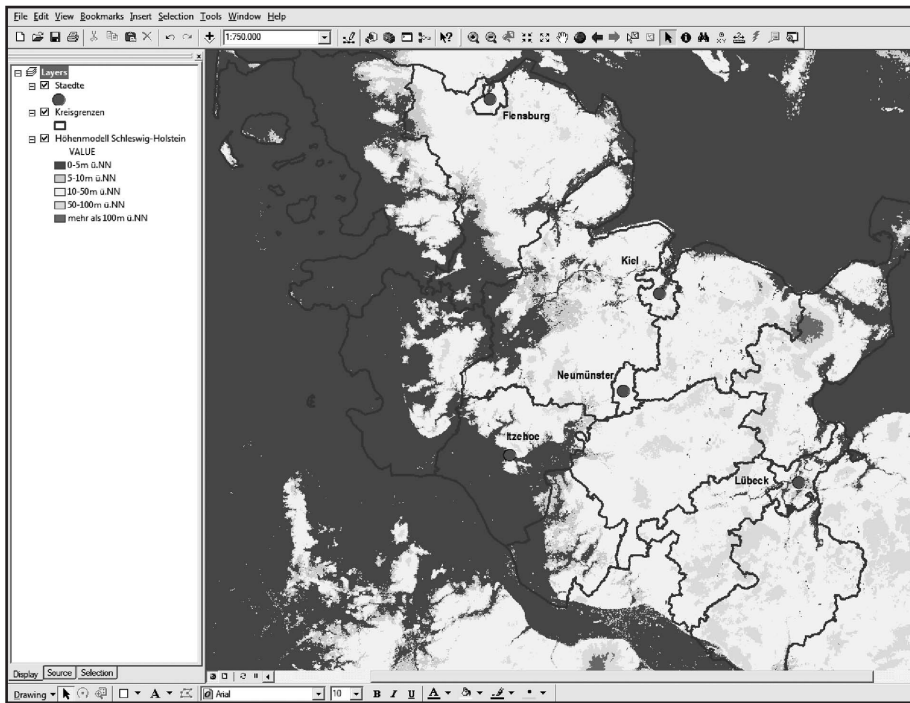 File Edit View Bookmarks Insert Selection Tools Window Help
1:750.000
Layers
Staedte
Kreisgrenzen
Höhenmodell Schleswig-Holstein
VALUE
0-5m ü.NN
5-10m ü.NN
10-50m ü.NN
50-100m ü.NN
mehr als 100m ü.NN
Flensburg
Kiel
Neumünster
Itzehoe
Lübeck
Display Source Selection
Drawing Arial 10 B I U A